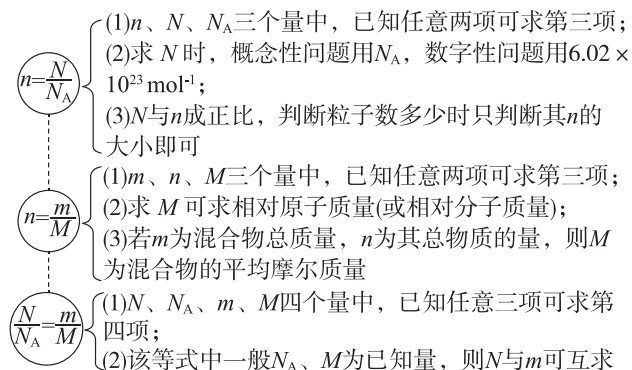 n=N/N_A
(1)n、N、N_A三个量中，已知任意两项可求第三项；
(2)求 N 时，概念性问题用N_A，数字性问题用6.02×
10²³ mol⁻¹；
(3)N与n成正比，判断粒子数多少时只判断其n的
大小即可
n=m/M
(1)m、n、M三个量中，已知任意两项可求第三项；
(2)求 M 可求相对原子质量(或相对分子质量)；
(3)若m为混合物总质量，n为其总物质的量，则M
为混合物的平均摩尔质量
N/N_A=m/M
(1)N、N_A、m、M四个量中，已知任意三项可求第
四项；
(2)该等式中一般N_A、M为已知量，则N与m可互求